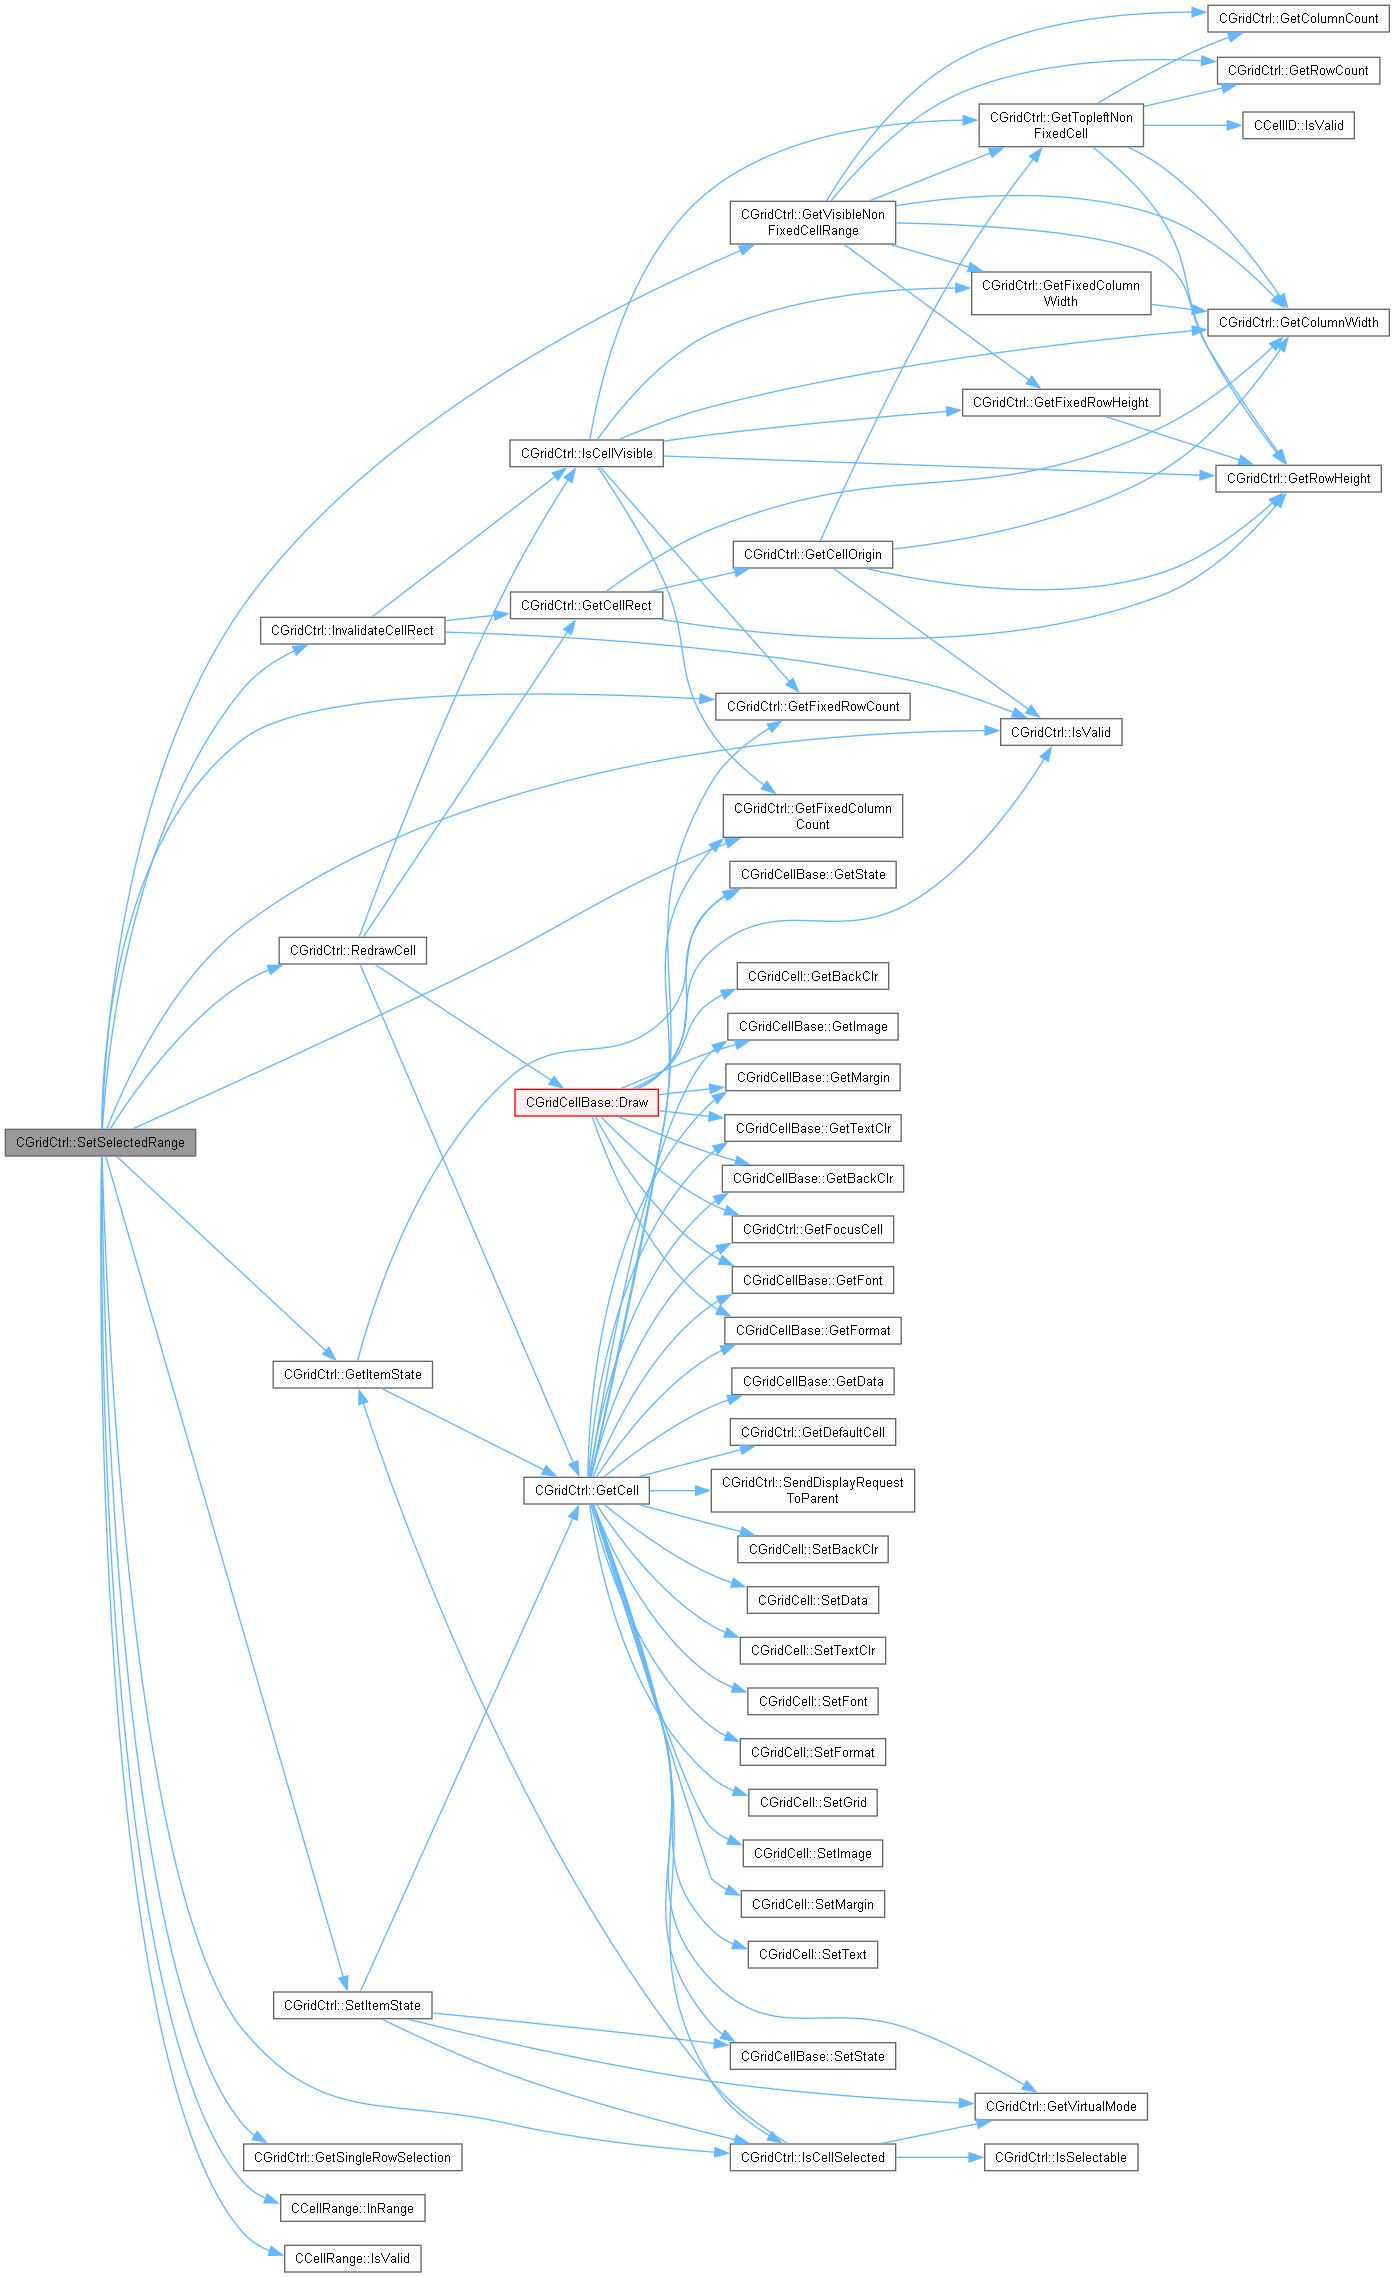 CGridCtrl::GetColumnCount
CGridCtrl::GetRowCount
CGridCtrl::GetTopleftNon
FixedCell
CCellID::IsValid
CGridCtrl::GetVisibleNon
FixedCellRange
CGridCtrl::GetFixedColumn
Width
CGridCtrl::GetColumnWidth
CGridCtrl::GetFixedRowHeight
CGridCtrl::IsCellVisible
CGridCtrl::GetRowHeight
CGridCtrl::GetCellOrigin
CGridCtrl::GetCellRect
CGridCtrl::InvalidateCellRect
CGridCtrl::GetFixedRowCount
CGridCtrl::IsValid
CGridCtrl::GetFixedColumn
Count
CGridCellBase::GetState
CGridCtrl::RedrawCell
CGridCell::GetBackClr
CGridCellBase::GetImage
CGridCellBase::GetMargin
CGridCellBase::Draw
CGridCellBase::GetTextClr
CGridCtrl::SetSelectedRange
CGridCellBase::GetBackClr
CGridCtrl::GetFocusCell
CGridCellBase::GetFont
CGridCellBase::GetFormat
CGridCtrl::GetItemState
CGridCellBase::GetData
CGridCtrl::GetDefaultCell
CGridCtrl::GetCell
CGridCtrl::SendDisplayRequest
ToParent
CGridCell::SetBackClr
CGridCell::SetData
CGridCell::SetTextClr
CGridCell::SetFont
CGridCell::SetFormat
CGridCell::SetGrid
CGridCell::SetImage
CGridCell::SetMargin
CGridCell::SetText
CGridCtrl::SetItemState
CGridCellBase::SetState
CGridCtrl::GetVirtualMode
CGridCtrl::GetSingleRowSelection
CGridCtrl::IsCellSelected
CGridCtrl::IsSelectable
CCellRange::InRange
CCellRange::IsValid